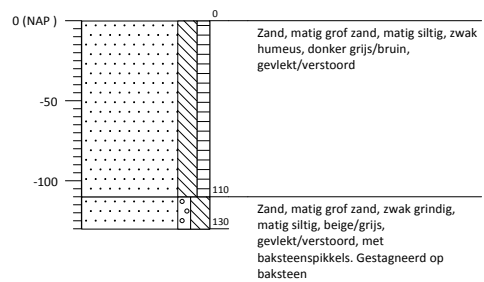 0 (NAP )
0
Zand, matig grof zand, matig siltig, zwak
humeus, donker grijs/bruin,
gevlekt/verstoord
-50
-100
110
Zand, matig grof zand, zwak grindig,
matig siltig, beige/grijs,
gevlekt/verstoord, met
baksteenspikkels. Gestagneerd op
baksteen
130